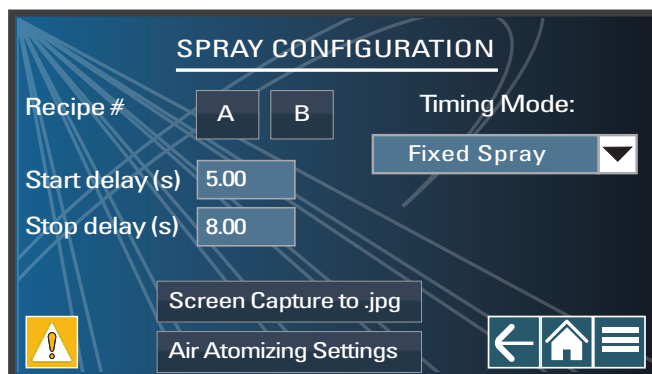 SPRAY CONFIGURATION
Recipe # A B
Timing Mode:
Fixed Spray
Start delay (s) 5.00
Stop delay (s) 8.00
Screen Capture to .jpg
Air Atomizing Settings